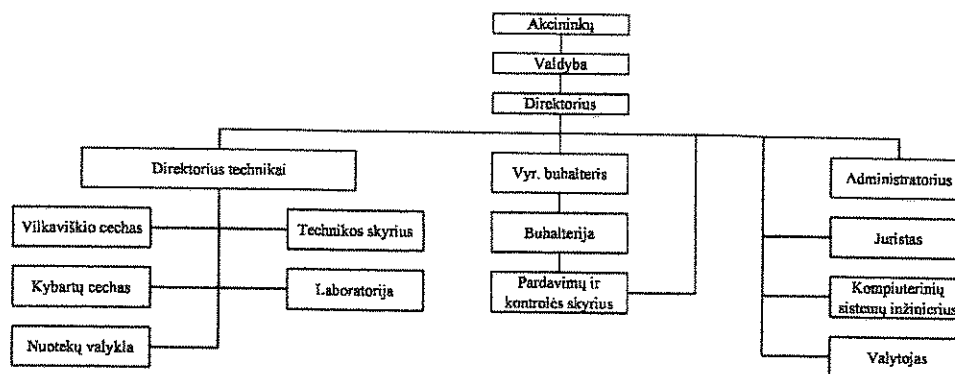 Akcininkų
Valdyba
Direktorius
Direktorius technikai
Vyr. buhalteris
Administratorius
Vilkaviškio cechas
Technikos skyrius
Buhalterija
Juristas
Kybartų cechas
Laboratorija
Pardavimų ir
kontrolės skyrius
Kompiuterinių
sistemų inžinierius
Nuotekų valykla
Valytojas